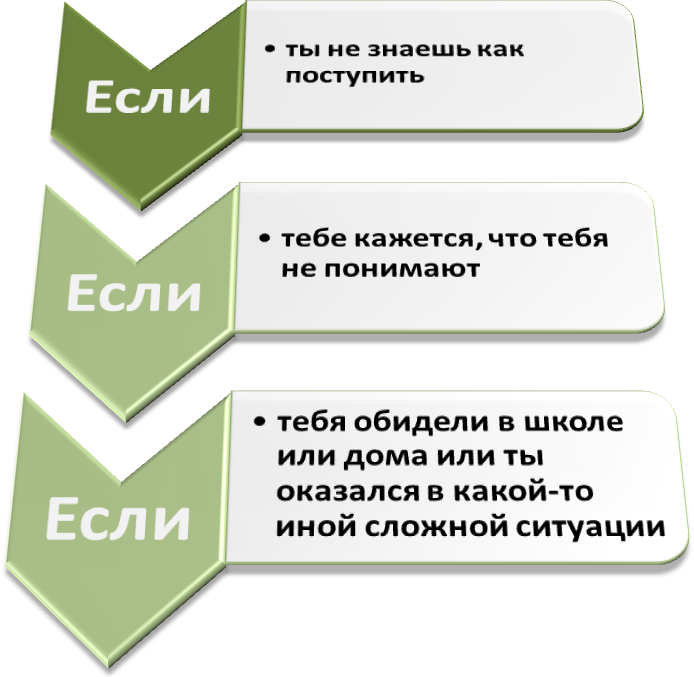 Если
• ты не знаешь как
поступить
Если
• тебе кажется, что тебя
не понимают
Если
• тебя обидели в школе
или дома или ты
оказался в какой-то
иной сложной ситуации